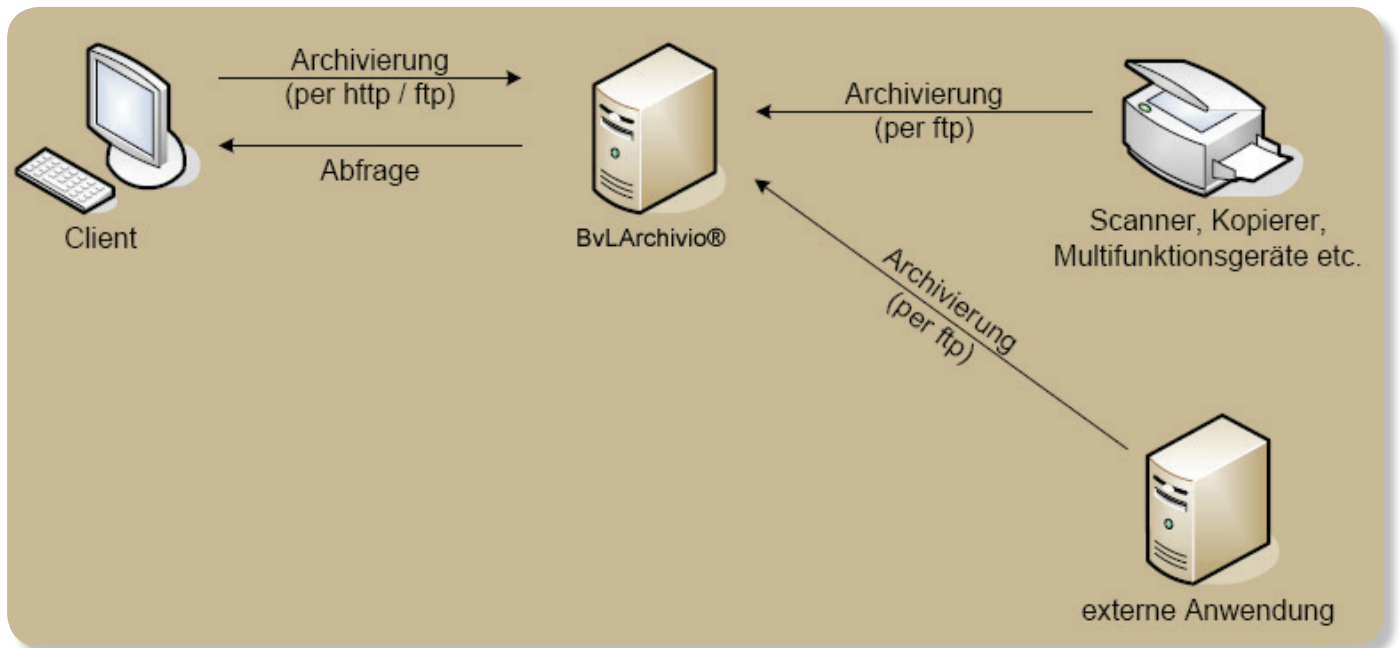 Archivierung
(per http / ftp)
Abfrage
Client
BvLArchivio®
Archivierung
(per ftp)
Scanner, Kopierer,
Multifunktionsgeräte etc.
Archivierung
(per ftp)
externe Anwendung